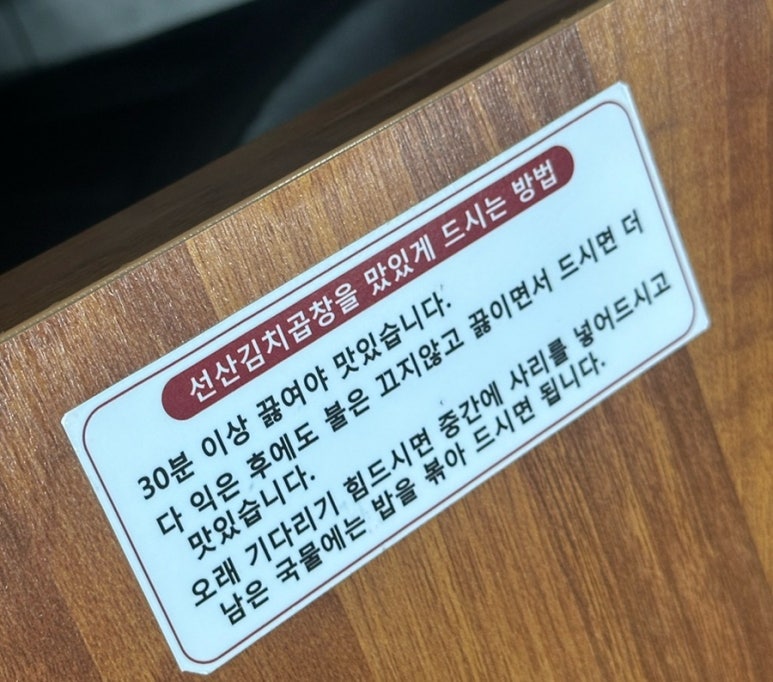 선산김치곱창을 맛있게 드시는 방법
30분 이상 끓여야 맛있습니다.
다 익은 후에도 불은 끄지않고 끓이면서 드시면 더
맛있습니다.
오래 기다리기 힘드시면 중간에 사리를 넣어드시고
남은 국물에는 밥을 볶아 드시면 됩니다.